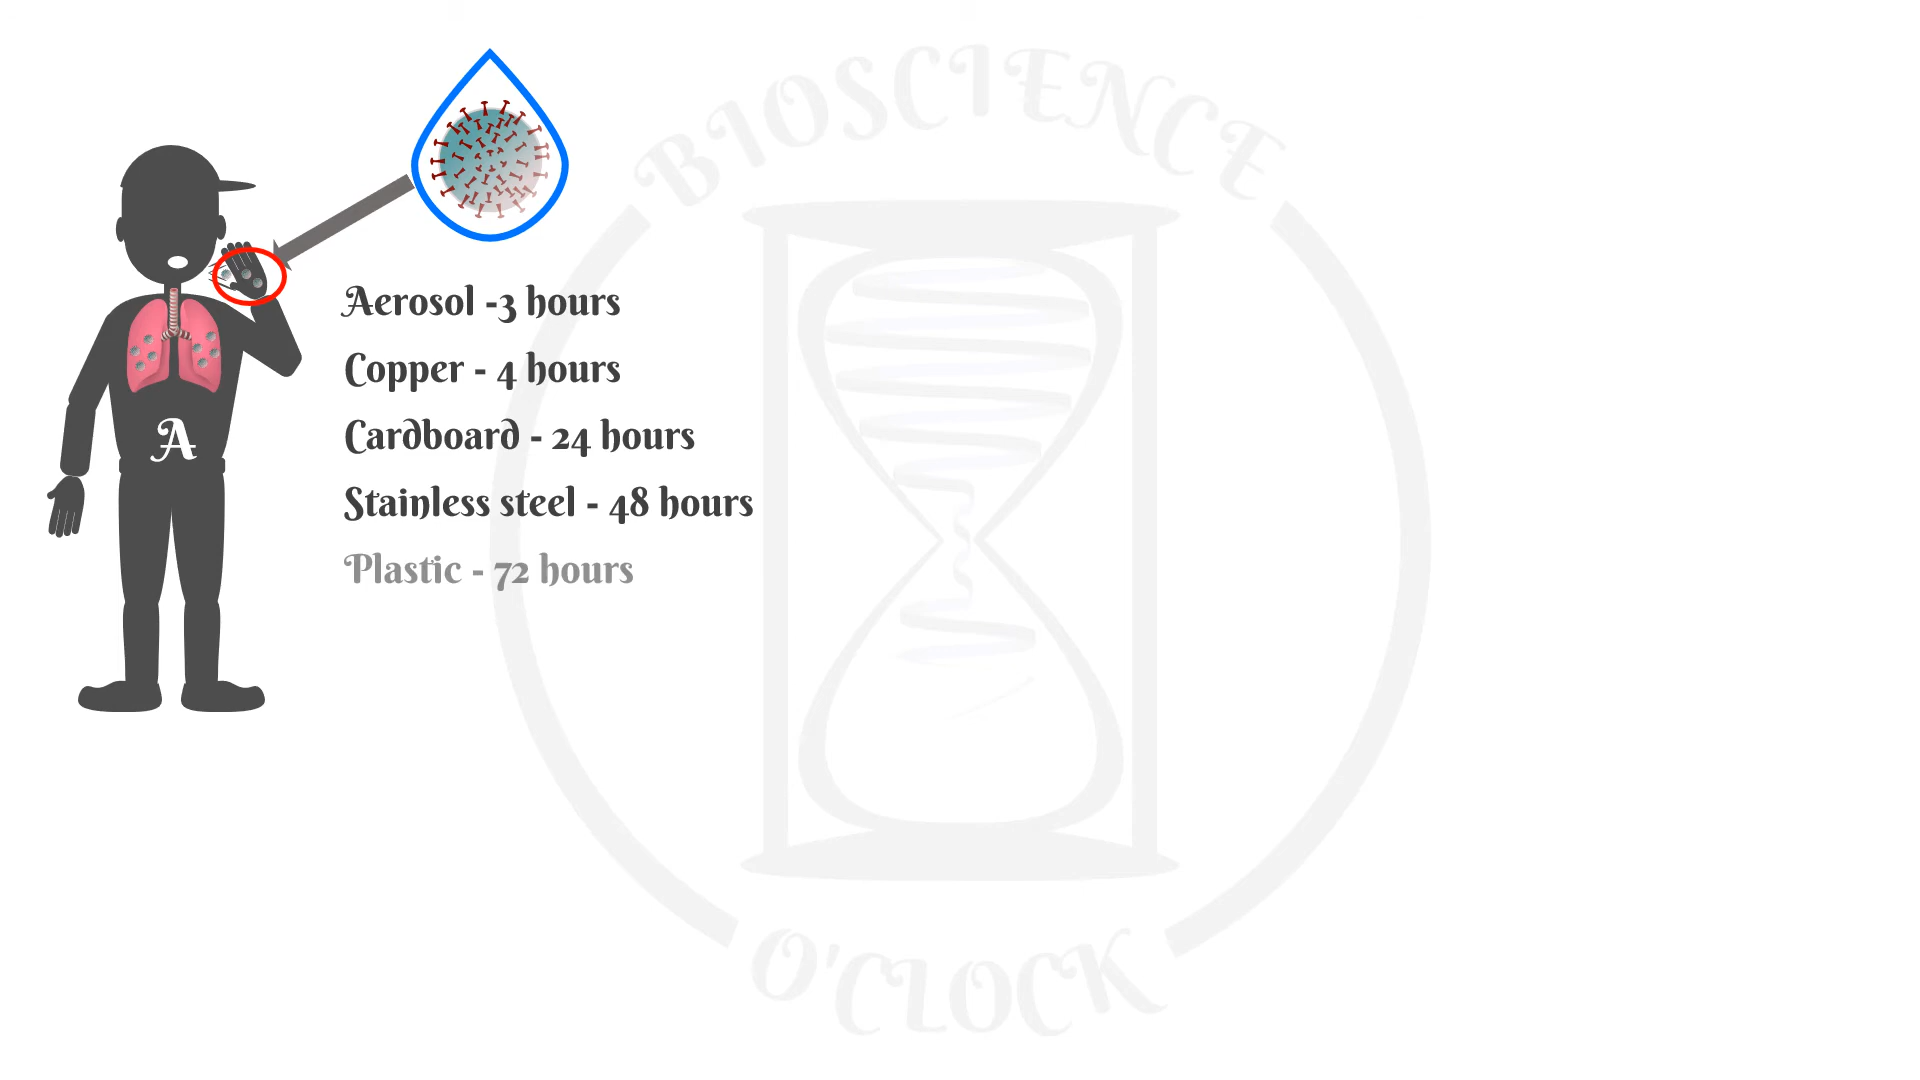 BIOSCIENCE
Aerosol -3 hours
Copper - 4 hours
Cardboard - 24 hours
A
Stainless steel - 48 hours
Plastic - 72 hours
O'CLOCK